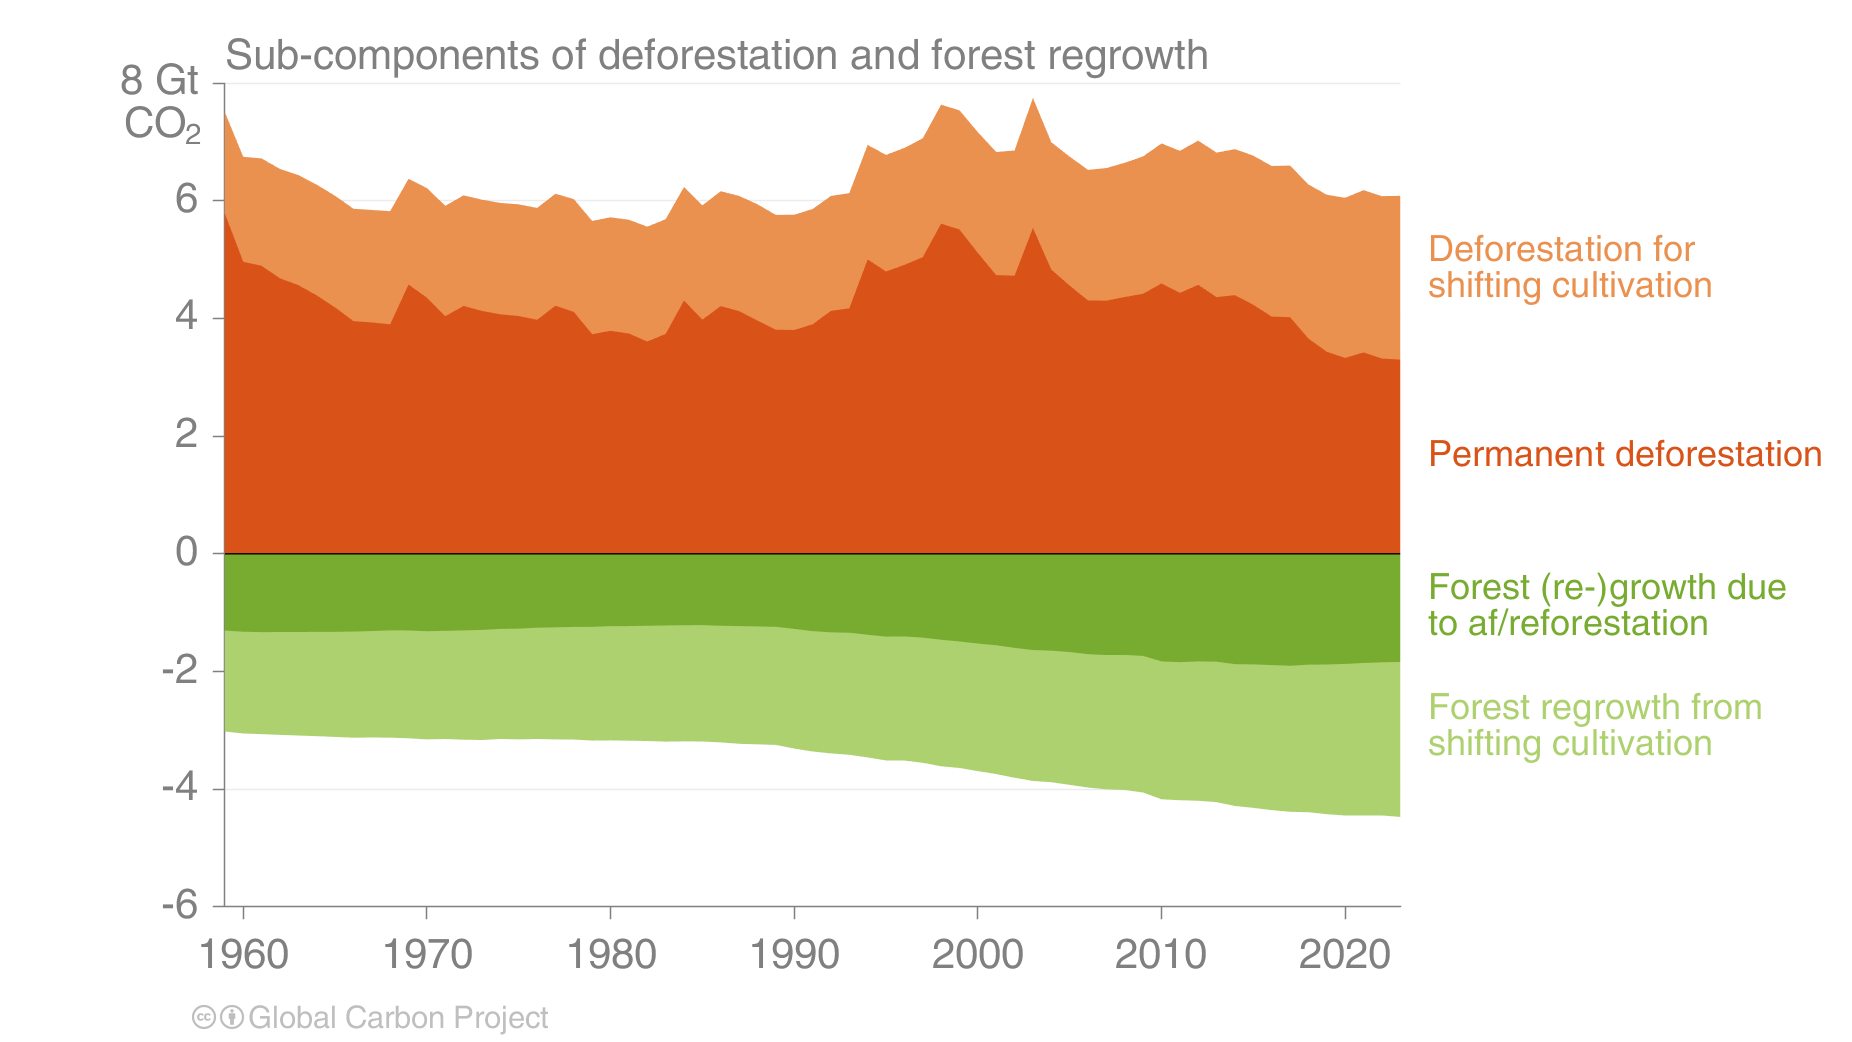 Sub-components of deforestation and forest regrowth
8 Gt
CO₂
6
4
2
0
-2
-4
-6
1960 1970 1980 1990 2000 2010 2020
Deforestation for
shifting cultivation
Permanent deforestation
Forest (re-)growth due
to af/reforestation
Forest regrowth from
shifting cultivation
cc Global Carbon Project